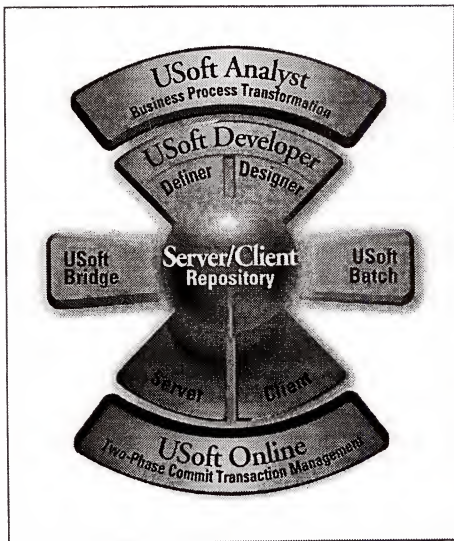 USoft Analyst
Business Process Transformation
USoft Developer
Definer
Designer
USoft
Bridge
Server/Client
Repository
USoft
Batch
Server
Client
USoft Online
Two-Phase Commit Transaction Management